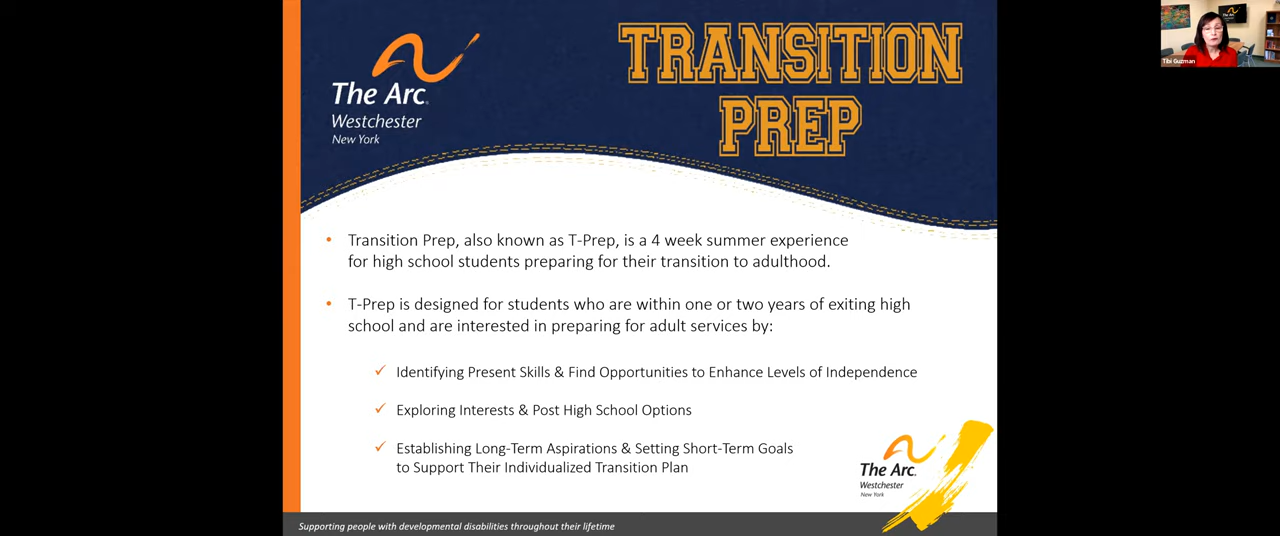 The Arc
Westchester
New York
TRANSITION
PREP
• Transition Prep, also known as T-Prep, is a 4 week summer experience
for high school students preparing for their transition to adulthood.
• T-Prep is designed for students who are within one or two years of exiting high
school and are interested in preparing for adult services by:
✓ Identifying Present Skills & Find Opportunities to Enhance Levels of Independence
✓ Exploring Interests & Post High School Options
✓ Establishing Long-Term Aspirations & Setting Short-Term Goals
to Support Their Individualized Transition Plan
The Arc
Westchester
New York
Supporting people with developmental disabilities throughout their lifetime
The Arc
Tibi Guzman